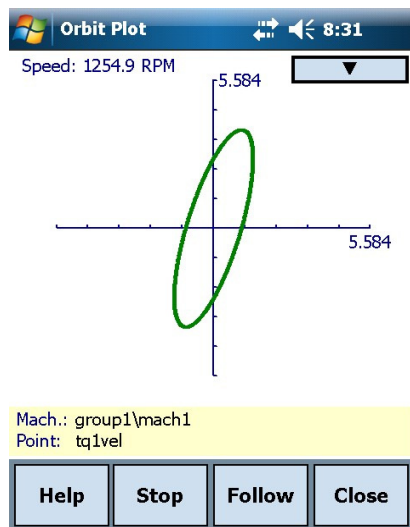 Orbit Plot 8:31
Speed: 1254.9 RPM
5.584
5.584
Mach.: group1\mach1
Point: tq1vel
Help Stop Follow Close